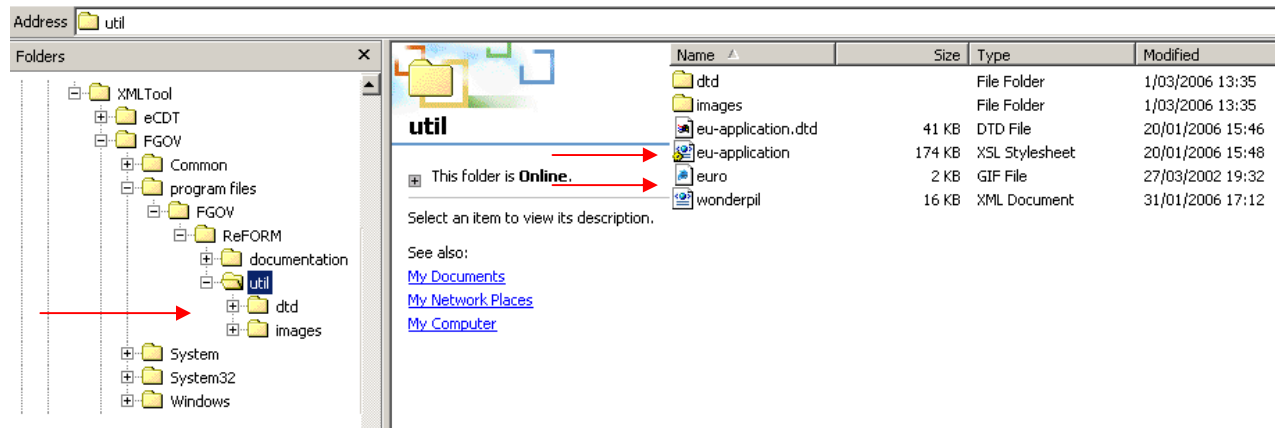 Address util
Folders
XMLTool
eCDT
FGOV
Common
program files
FGOV
ReFORM
documentation
util
dtd
images
System
System32
Windows
util
This folder is Online.
Select an item to view its description.
See also:
My Documents
My Network Places
My Computer
Name Size Type Modified
dtd File Folder 1/03/2006 13:35
images File Folder 1/03/2006 13:35
eu-application.dtd 41 KB DTD File 20/01/2006 15:46
eu-application 174 KB XSL Stylesheet 20/01/2006 15:48
euro 2 KB GIF File 27/03/2002 19:32
wonderpil 16 KB XML Document 31/01/2006 17:12